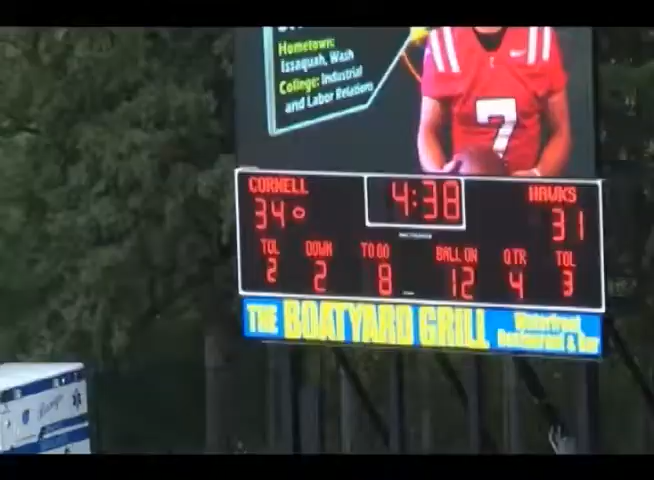 Hometown:
Issaquah, Wash
College: Industrial
and Labor Relations
7
CORNELL 4:38 HAWKS
34 31
TOL DOWN TO GO BALL ON QTR TOL
2 2 8 12 4 3
THE BOATYARD GRILL
Waterfront
Restaurant & Bar